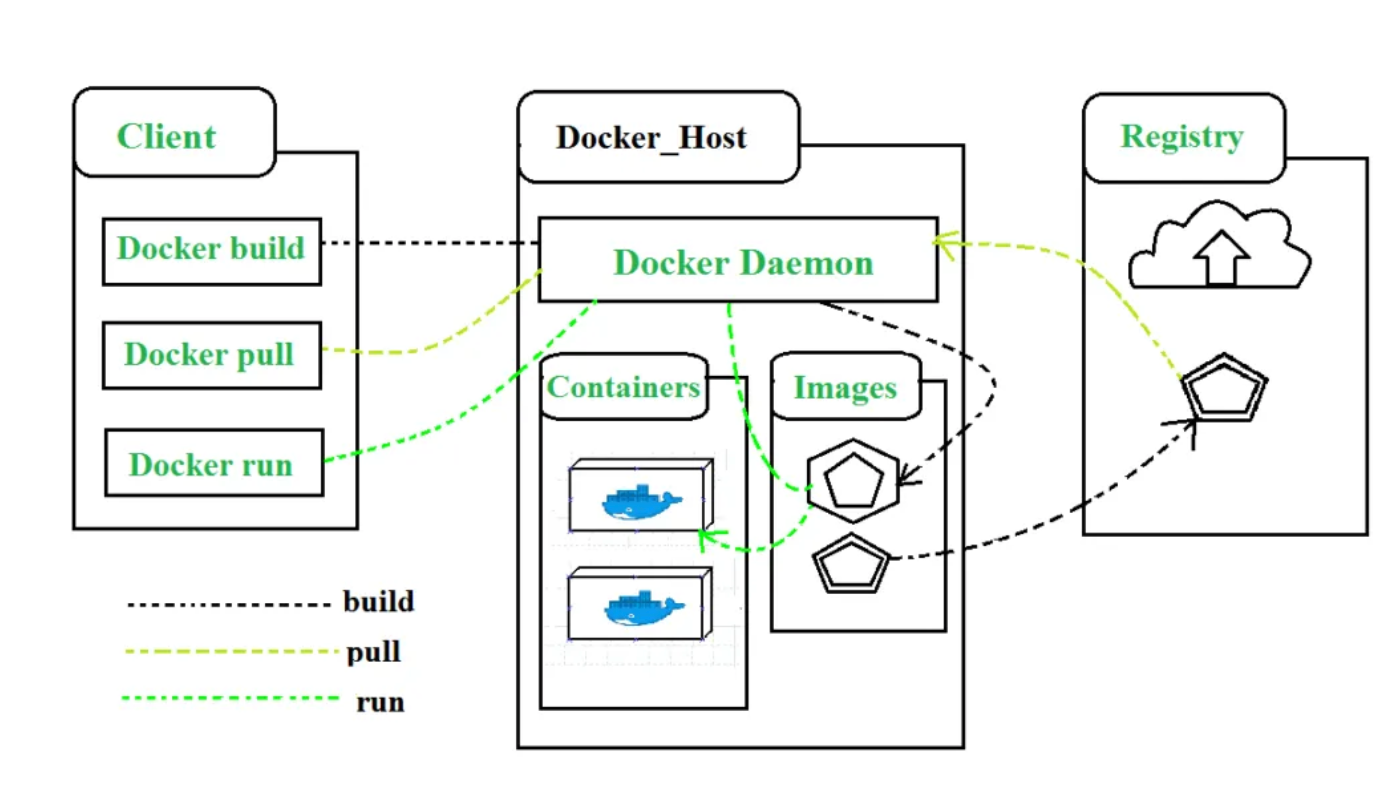 Client
Docker build
Docker pull
Docker run
Docker_Host
Docker Daemon
Containers
Images
Registry
build
pull
run